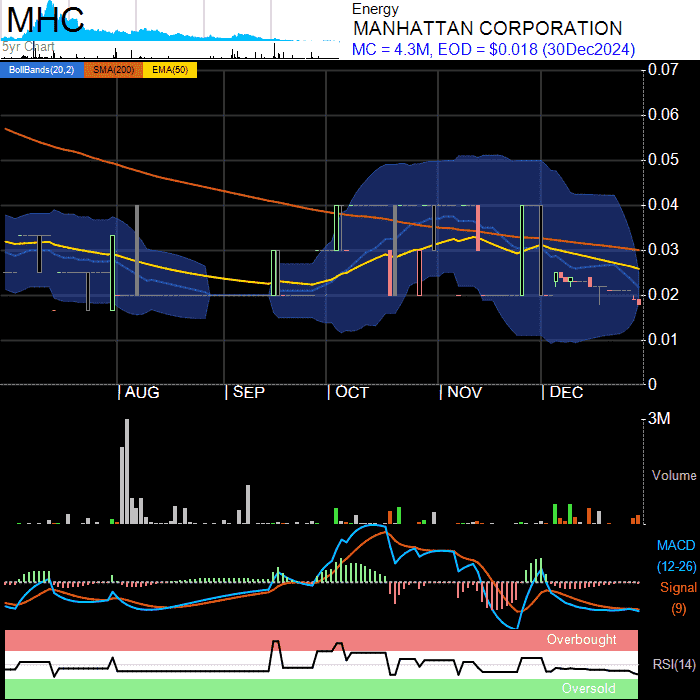 MHC
5yr Chart
Energy
MANHATTAN CORPORATION
MC = 4.3M, EOD = $0.018 (30Dec2024)
BollBands(20,2) SMA(200) EMA(50)
0.07
0.06
0.05
0.04
0.03
0.02
0.01
0
AUG SEP OCT NOV DEC
3M
Volume
MACD
(12-26)
Signal
(9)
Overbought
RSI(14)
Oversold